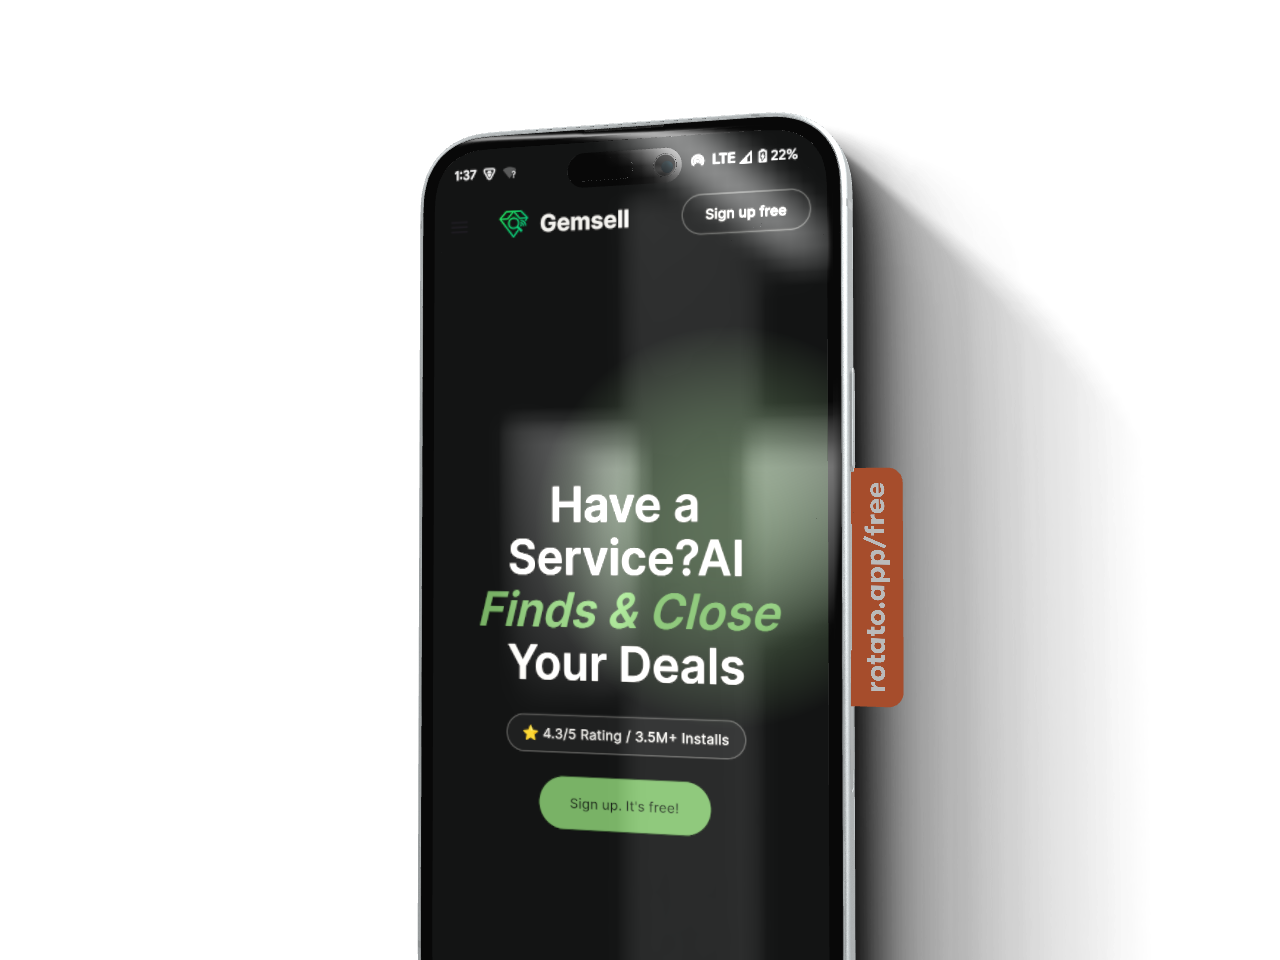 1:37
LTE 22%
Gemsell
Sign up free
Have a
Service?AI
Finds & Close
Your Deals
⭐ 4.3/5 Rating / 3.5M+ Installs
Sign up. It's free!
rotato.app/free